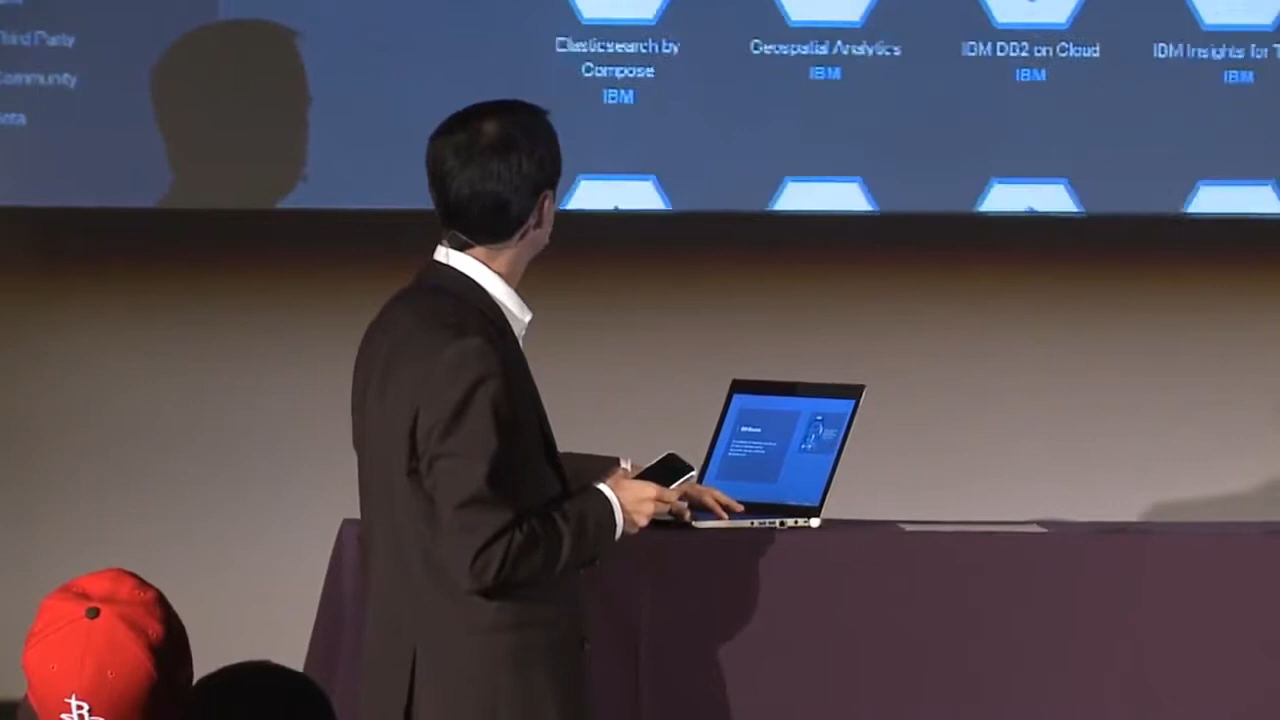 Third Party
Community
Beta
Elasticsearch by
Compose
IBM
Geospatial Analytics
IBM
IBM DB2 on Cloud
IBM
IBM Insights for T
IBM
R